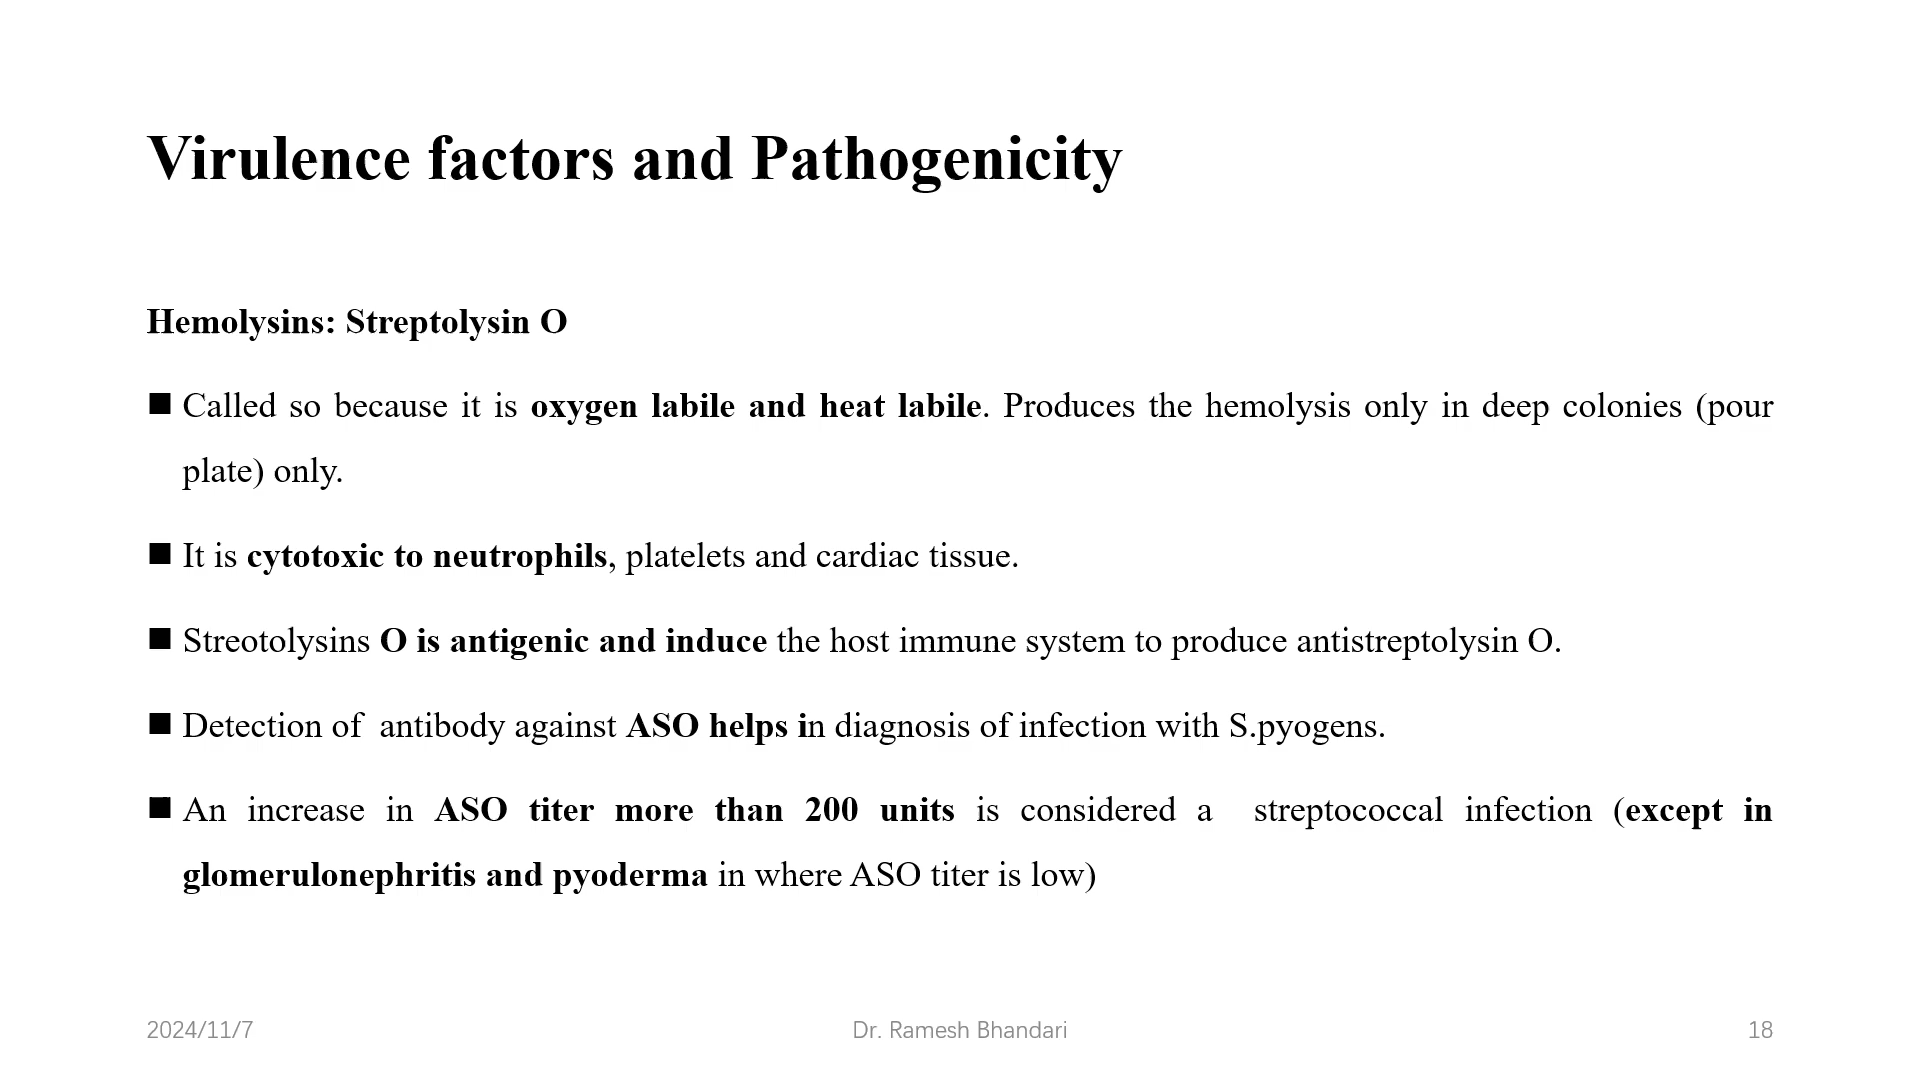 Virulence factors and Pathogenicity
Hemolysins: Streptolysin O
■ Called so because it is oxygen labile and heat labile. Produces the hemolysis only in deep colonies (pour
plate) only.
■ It is cytotoxic to neutrophils, platelets and cardiac tissue.
■ Streotolysins O is antigenic and induce the host immune system to produce antistreptolysin O.
■ Detection of  antibody against ASO helps in diagnosis of infection with S.pyogens.
■ An increase in ASO titer more than 200 units is considered a  streptococcal infection (except in
glomerulonephritis and pyoderma in where ASO titer is low)
2024/11/7
Dr. Ramesh Bhandari
18